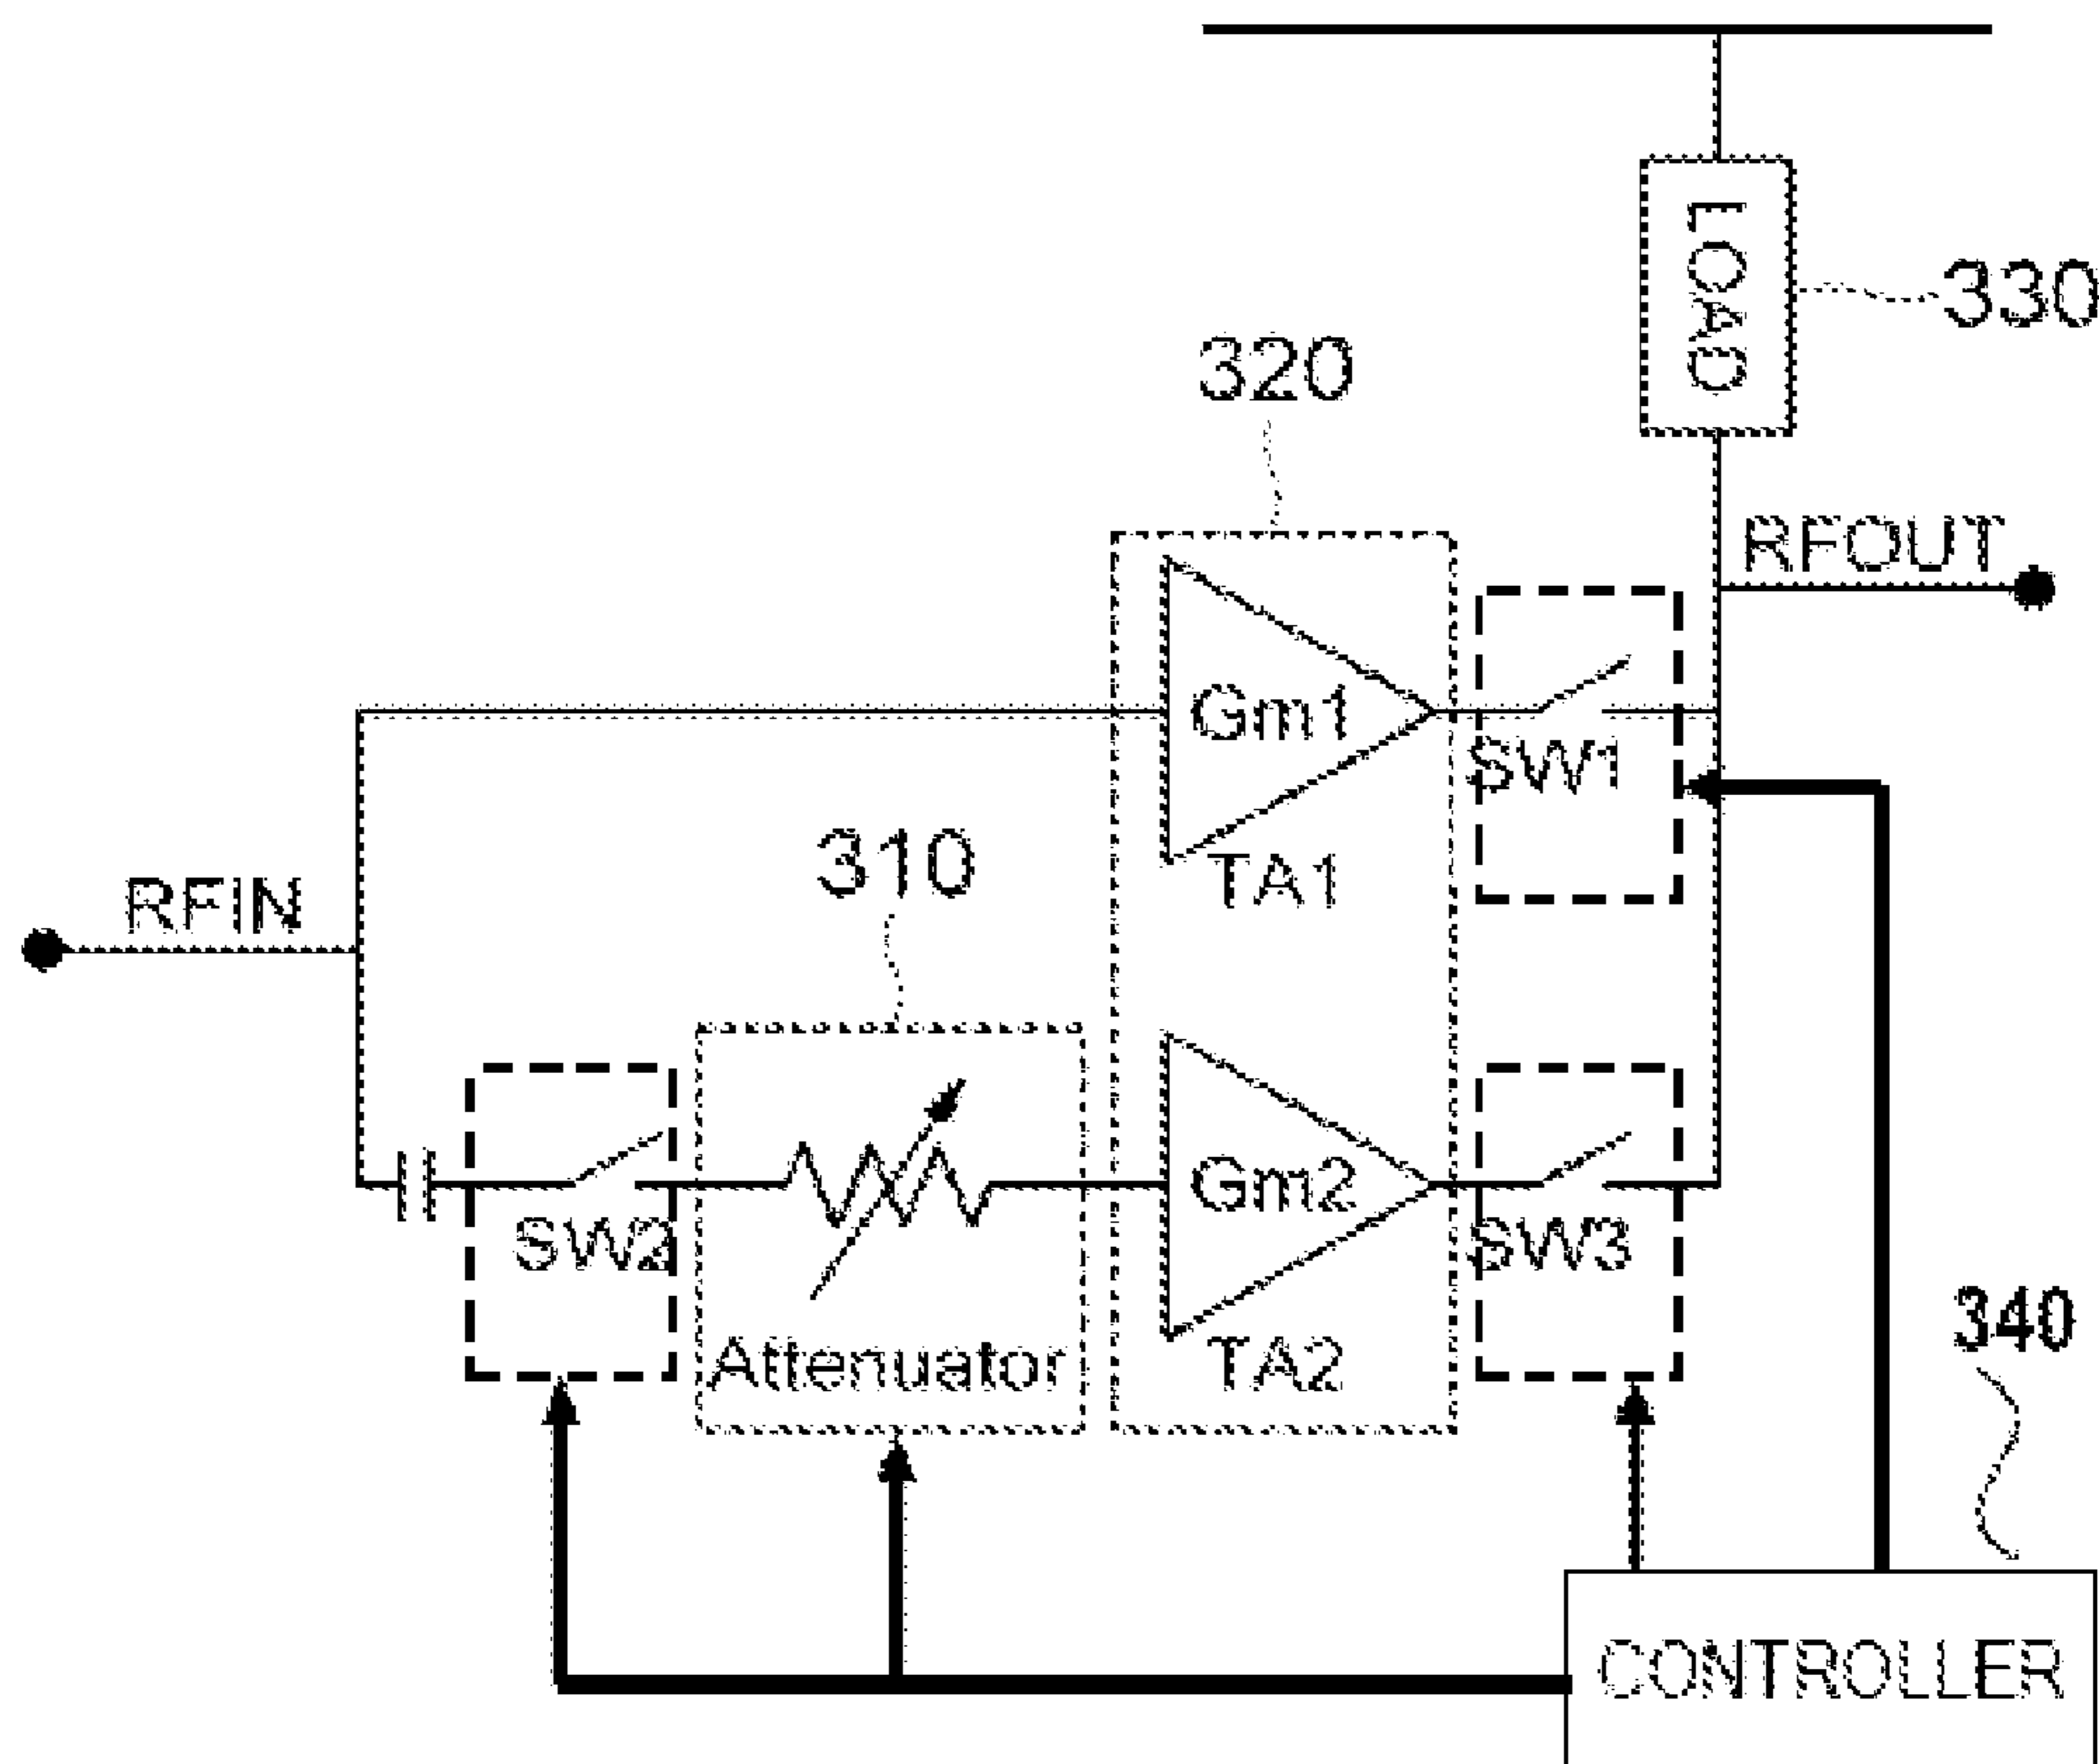 LOAD
330
320
RFOUT
Gm1
SW1
TA1
310
RFIN
Gm2
SW2
SW3
340
Attenuator
TA2
CONTROLLER